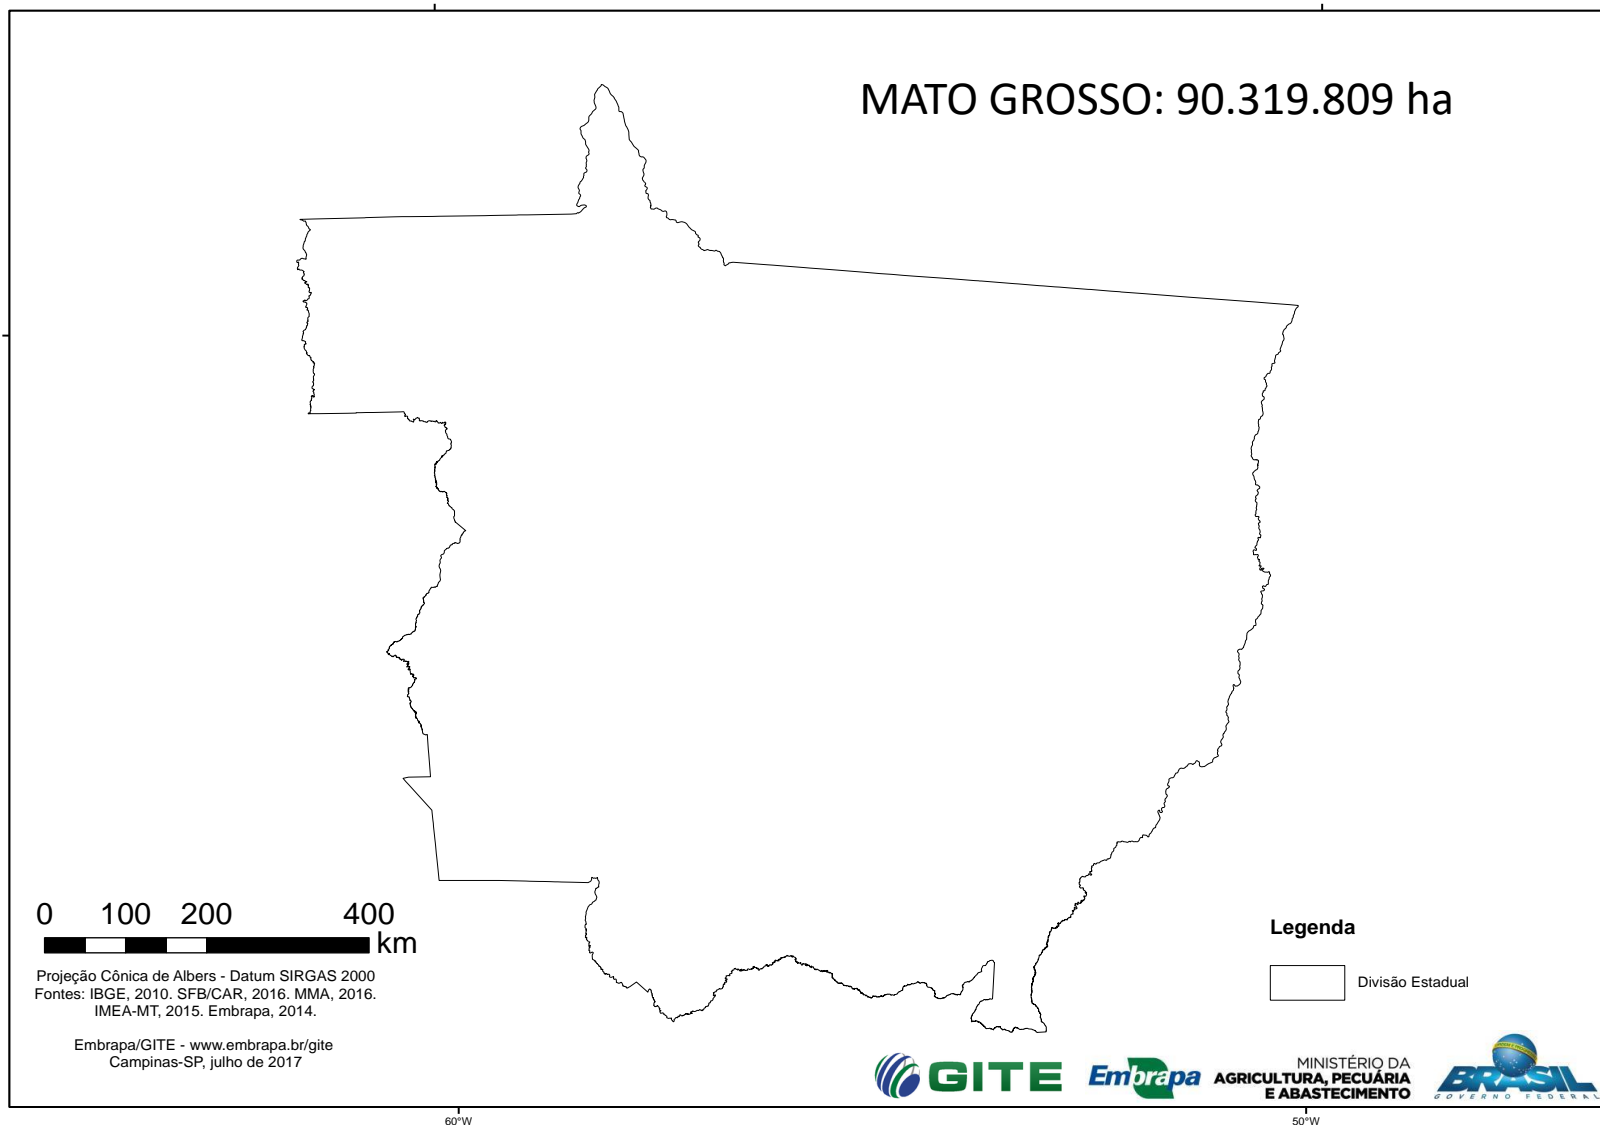 MATO GROSSO: 90.319.809 ha
0 100 200 400
km
Projeção Cônica de Albers - Datum SIRGAS 2000
Fontes: IBGE, 2010. SFB/CAR, 2016. MMA, 2016.
IMEA-MT, 2015. Embrapa, 2014.
Embrapa/GITE - www.embrapa.br/gite
Campinas-SP, julho de 2017
Legenda
Divisão Estadual
GITE
Embrapa
MINISTÉRIO DA
AGRICULTURA, PECUÁRIA
E ABASTECIMENTO
BRASIL
GOVERNO FEDERAL
60°W
50°W